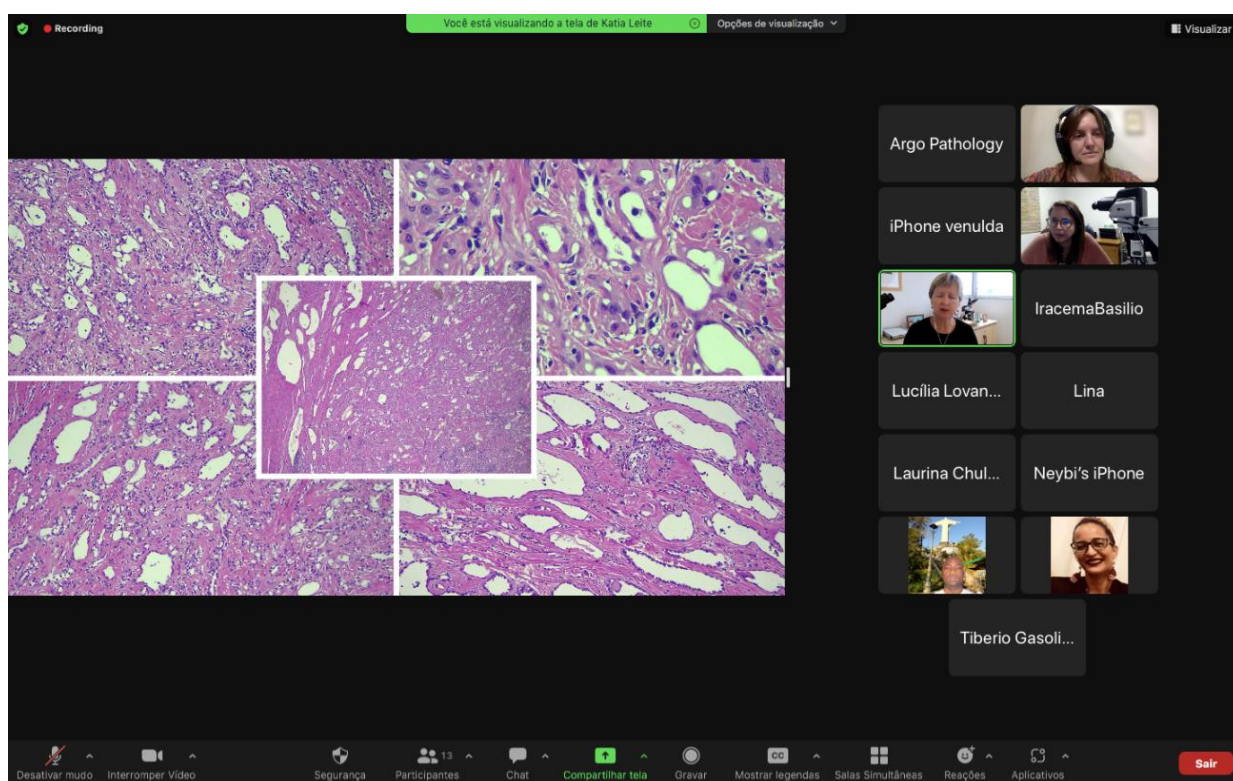 Recording
Você está visualizando a tela de Katia Leite
Opções de visualização
Visualizar
Argo Pathology
iPhone venulda
IracemaBasilio
Lucília Lovan...
Lina
Laurina Chul...
Neybi's iPhone
Tiberio Gasoli...
Desativar mudo
Interromper Vídeo
Segurança
13
Participantes
Chat
Compartilhar tela
Gravar
CC
Mostrar legendas
Salas Simultâneas
Reações
Aplicativos
Sair